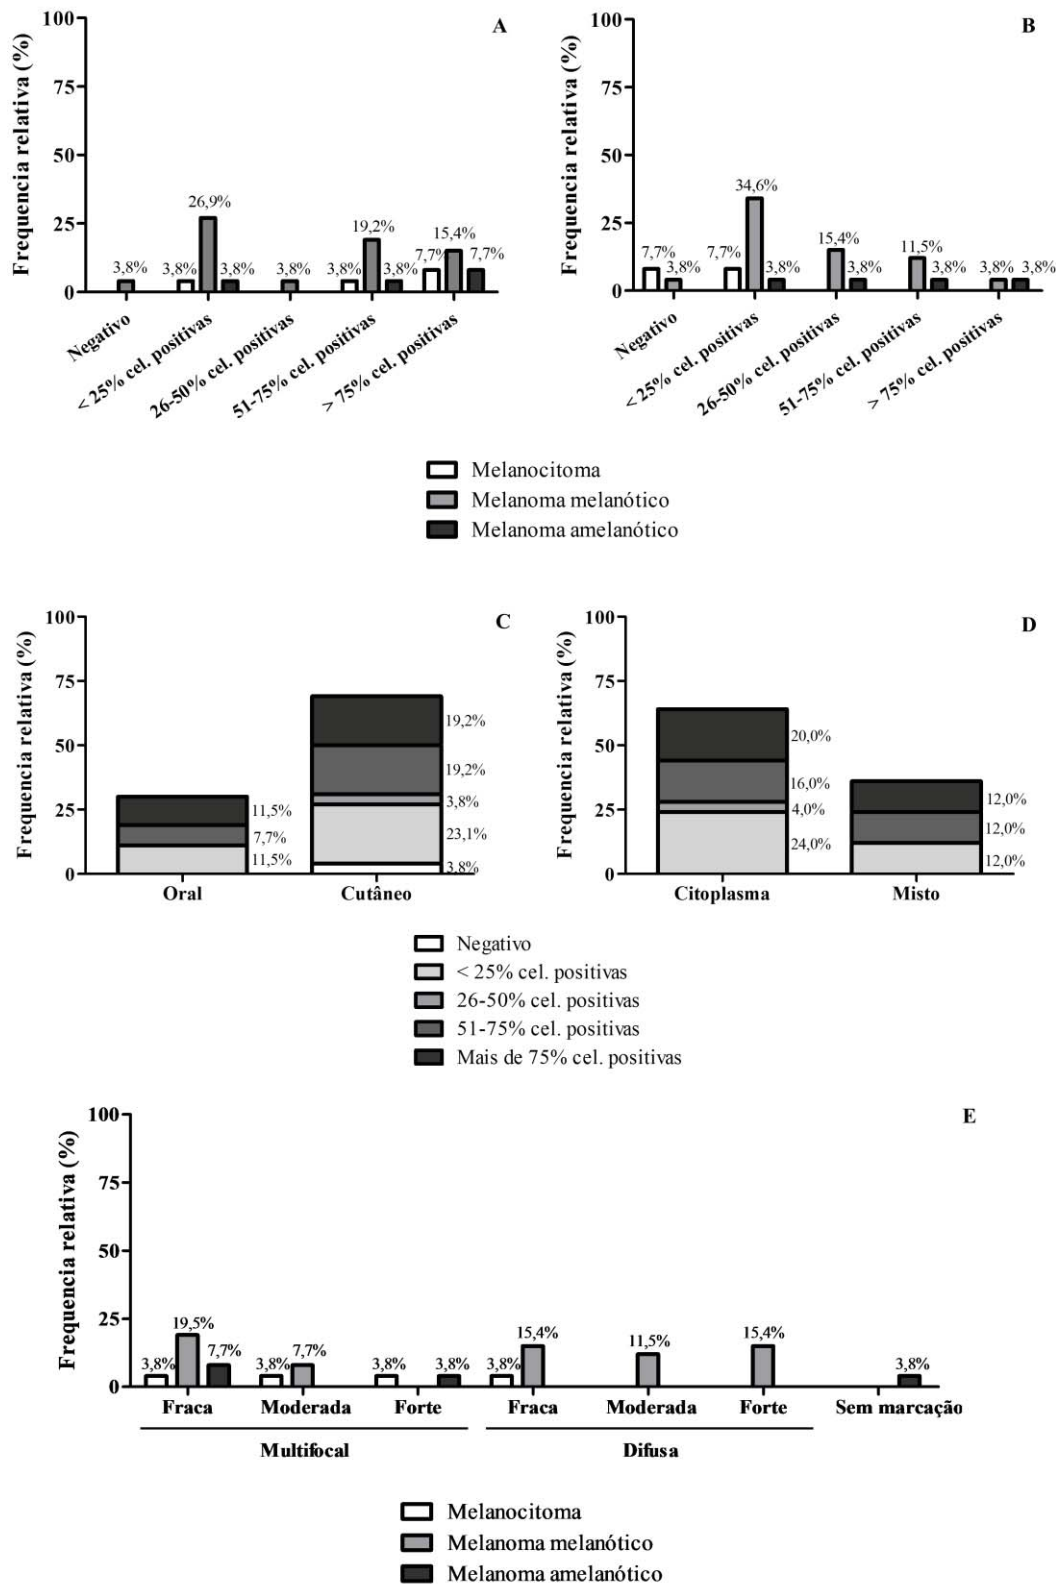 A
Frequencia relativa (%)
100
75
50
25
0
3,8%
3,8%
26,9%
3,8%
3,8%
3,8%
19,2%
3,8%
7,7%
15,4%
7,7%
Negativo
< 25% cel. positivas
26-50% cel. positivas
51-75% cel. positivas
> 75% cel. positivas
B
Frequencia relativa (%)
100
75
50
25
0
7,7%
3,8%
7,7%
34,6%
3,8%
15,4%
3,8%
11,5%
3,8%
3,8%
3,8%
Negativo
< 25% cel. positivas
26-50% cel. positivas
51-75% cel. positivas
> 75% cel. positivas
Melanocitoma
Melanoma melanótico
Melanoma amelanótico
C
Frequencia relativa (%)
100
75
50
25
0
11,5%
7,7%
11,5%
19,2%
19,2%
3,8%
23,1%
3,8%
Oral
Cutâneo
D
Frequencia relativa (%)
100
75
50
25
0
20,0%
16,0%
4,0%
24,0%
12,0%
12,0%
12,0%
Citoplasma
Misto
Negativo
< 25% cel. positivas
26-50% cel. positivas
51-75% cel. positivas
Mais de 75% cel. positivas
E
Frequencia relativa (%)
100
75
50
25
0
3,8%
19,5%
7,7%
3,8%
7,7%
3,8%
3,8%
3,8%
15,4%
11,5%
15,4%
3,8%
Fraca
Moderada
Forte
Fraca
Moderada
Forte
Sem marcação
Multifocal
Difusa
Melanocitoma
Melanoma melanótico
Melanoma amelanótico